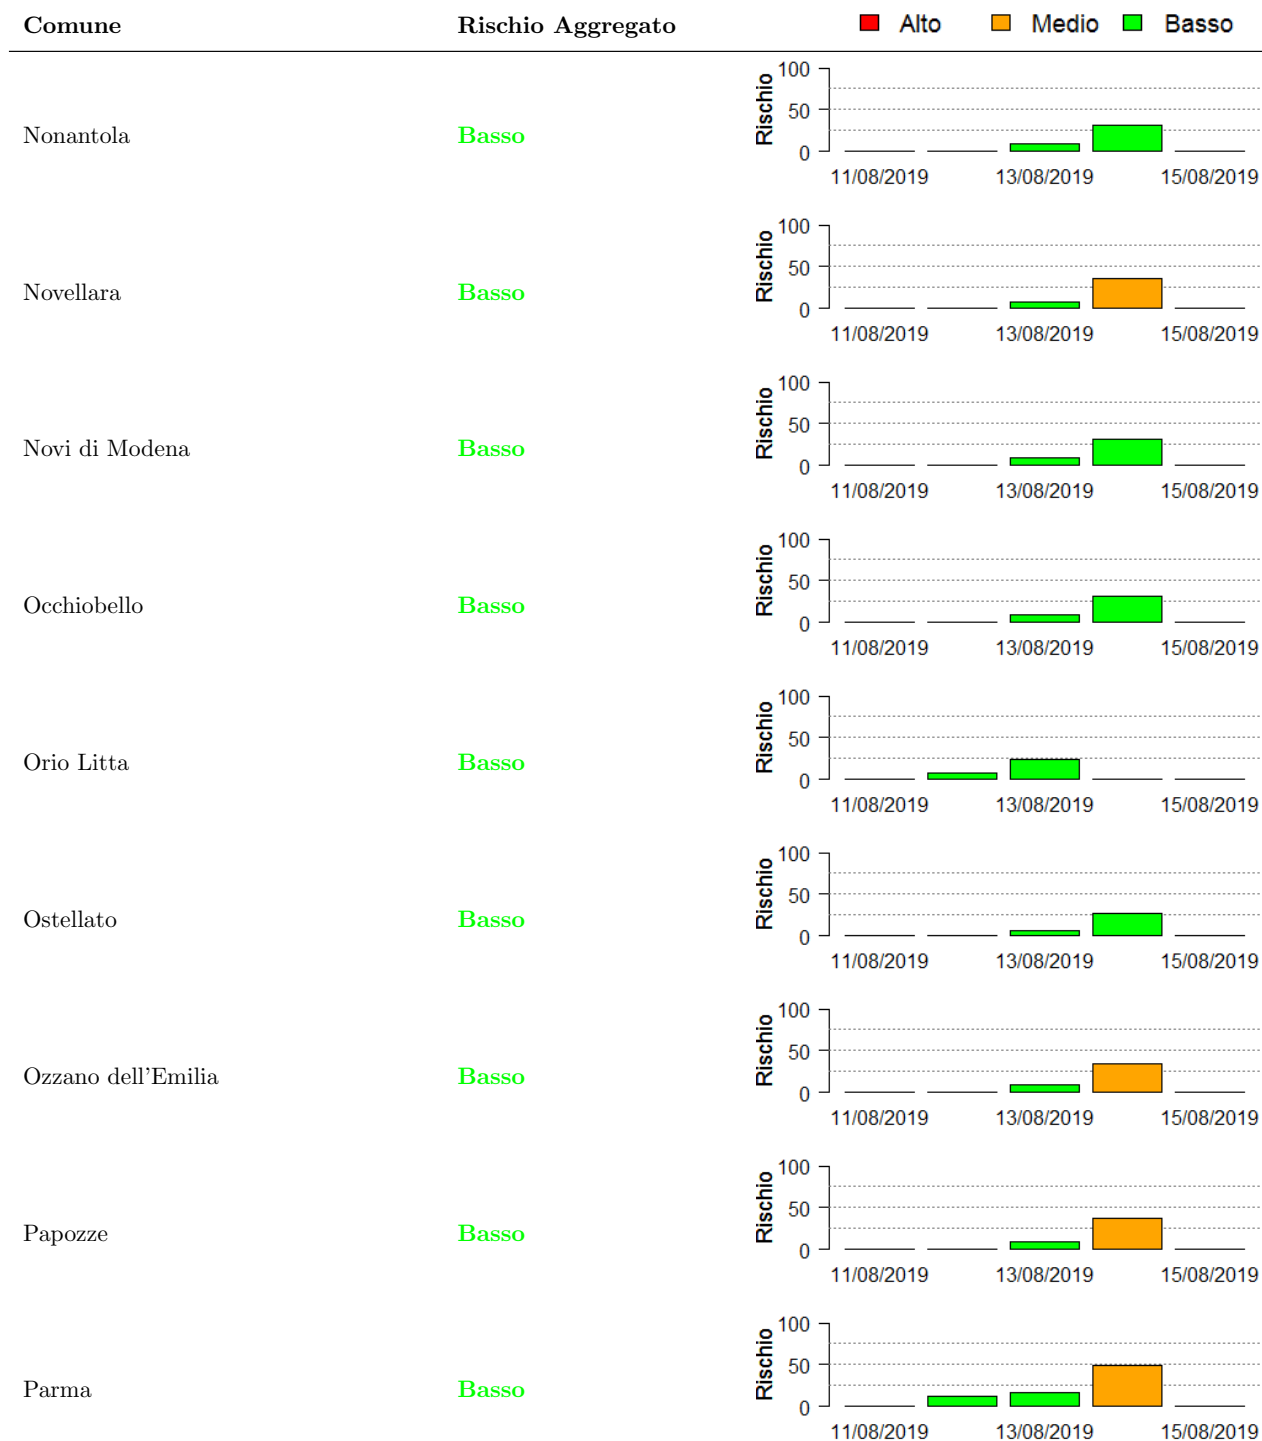 Comune Rischio Aggregato Alto Medio Basso
Nonantola Basso
Rischio
100
50
0
11/08/2019 13/08/2019 15/08/2019
Novellara Basso
Rischio
100
50
0
11/08/2019 13/08/2019 15/08/2019
Novi di Modena Basso
Rischio
100
50
0
11/08/2019 13/08/2019 15/08/2019
Occhiobello Basso
Rischio
100
50
0
11/08/2019 13/08/2019 15/08/2019
Orio Litta Basso
Rischio
100
50
0
11/08/2019 13/08/2019 15/08/2019
Ostellato Basso
Rischio
100
50
0
11/08/2019 13/08/2019 15/08/2019
Ozzano dell'Emilia Basso
Rischio
100
50
0
11/08/2019 13/08/2019 15/08/2019
Papozze Basso
Rischio
100
50
0
11/08/2019 13/08/2019 15/08/2019
Parma Basso
Rischio
100
50
0
11/08/2019 13/08/2019 15/08/2019